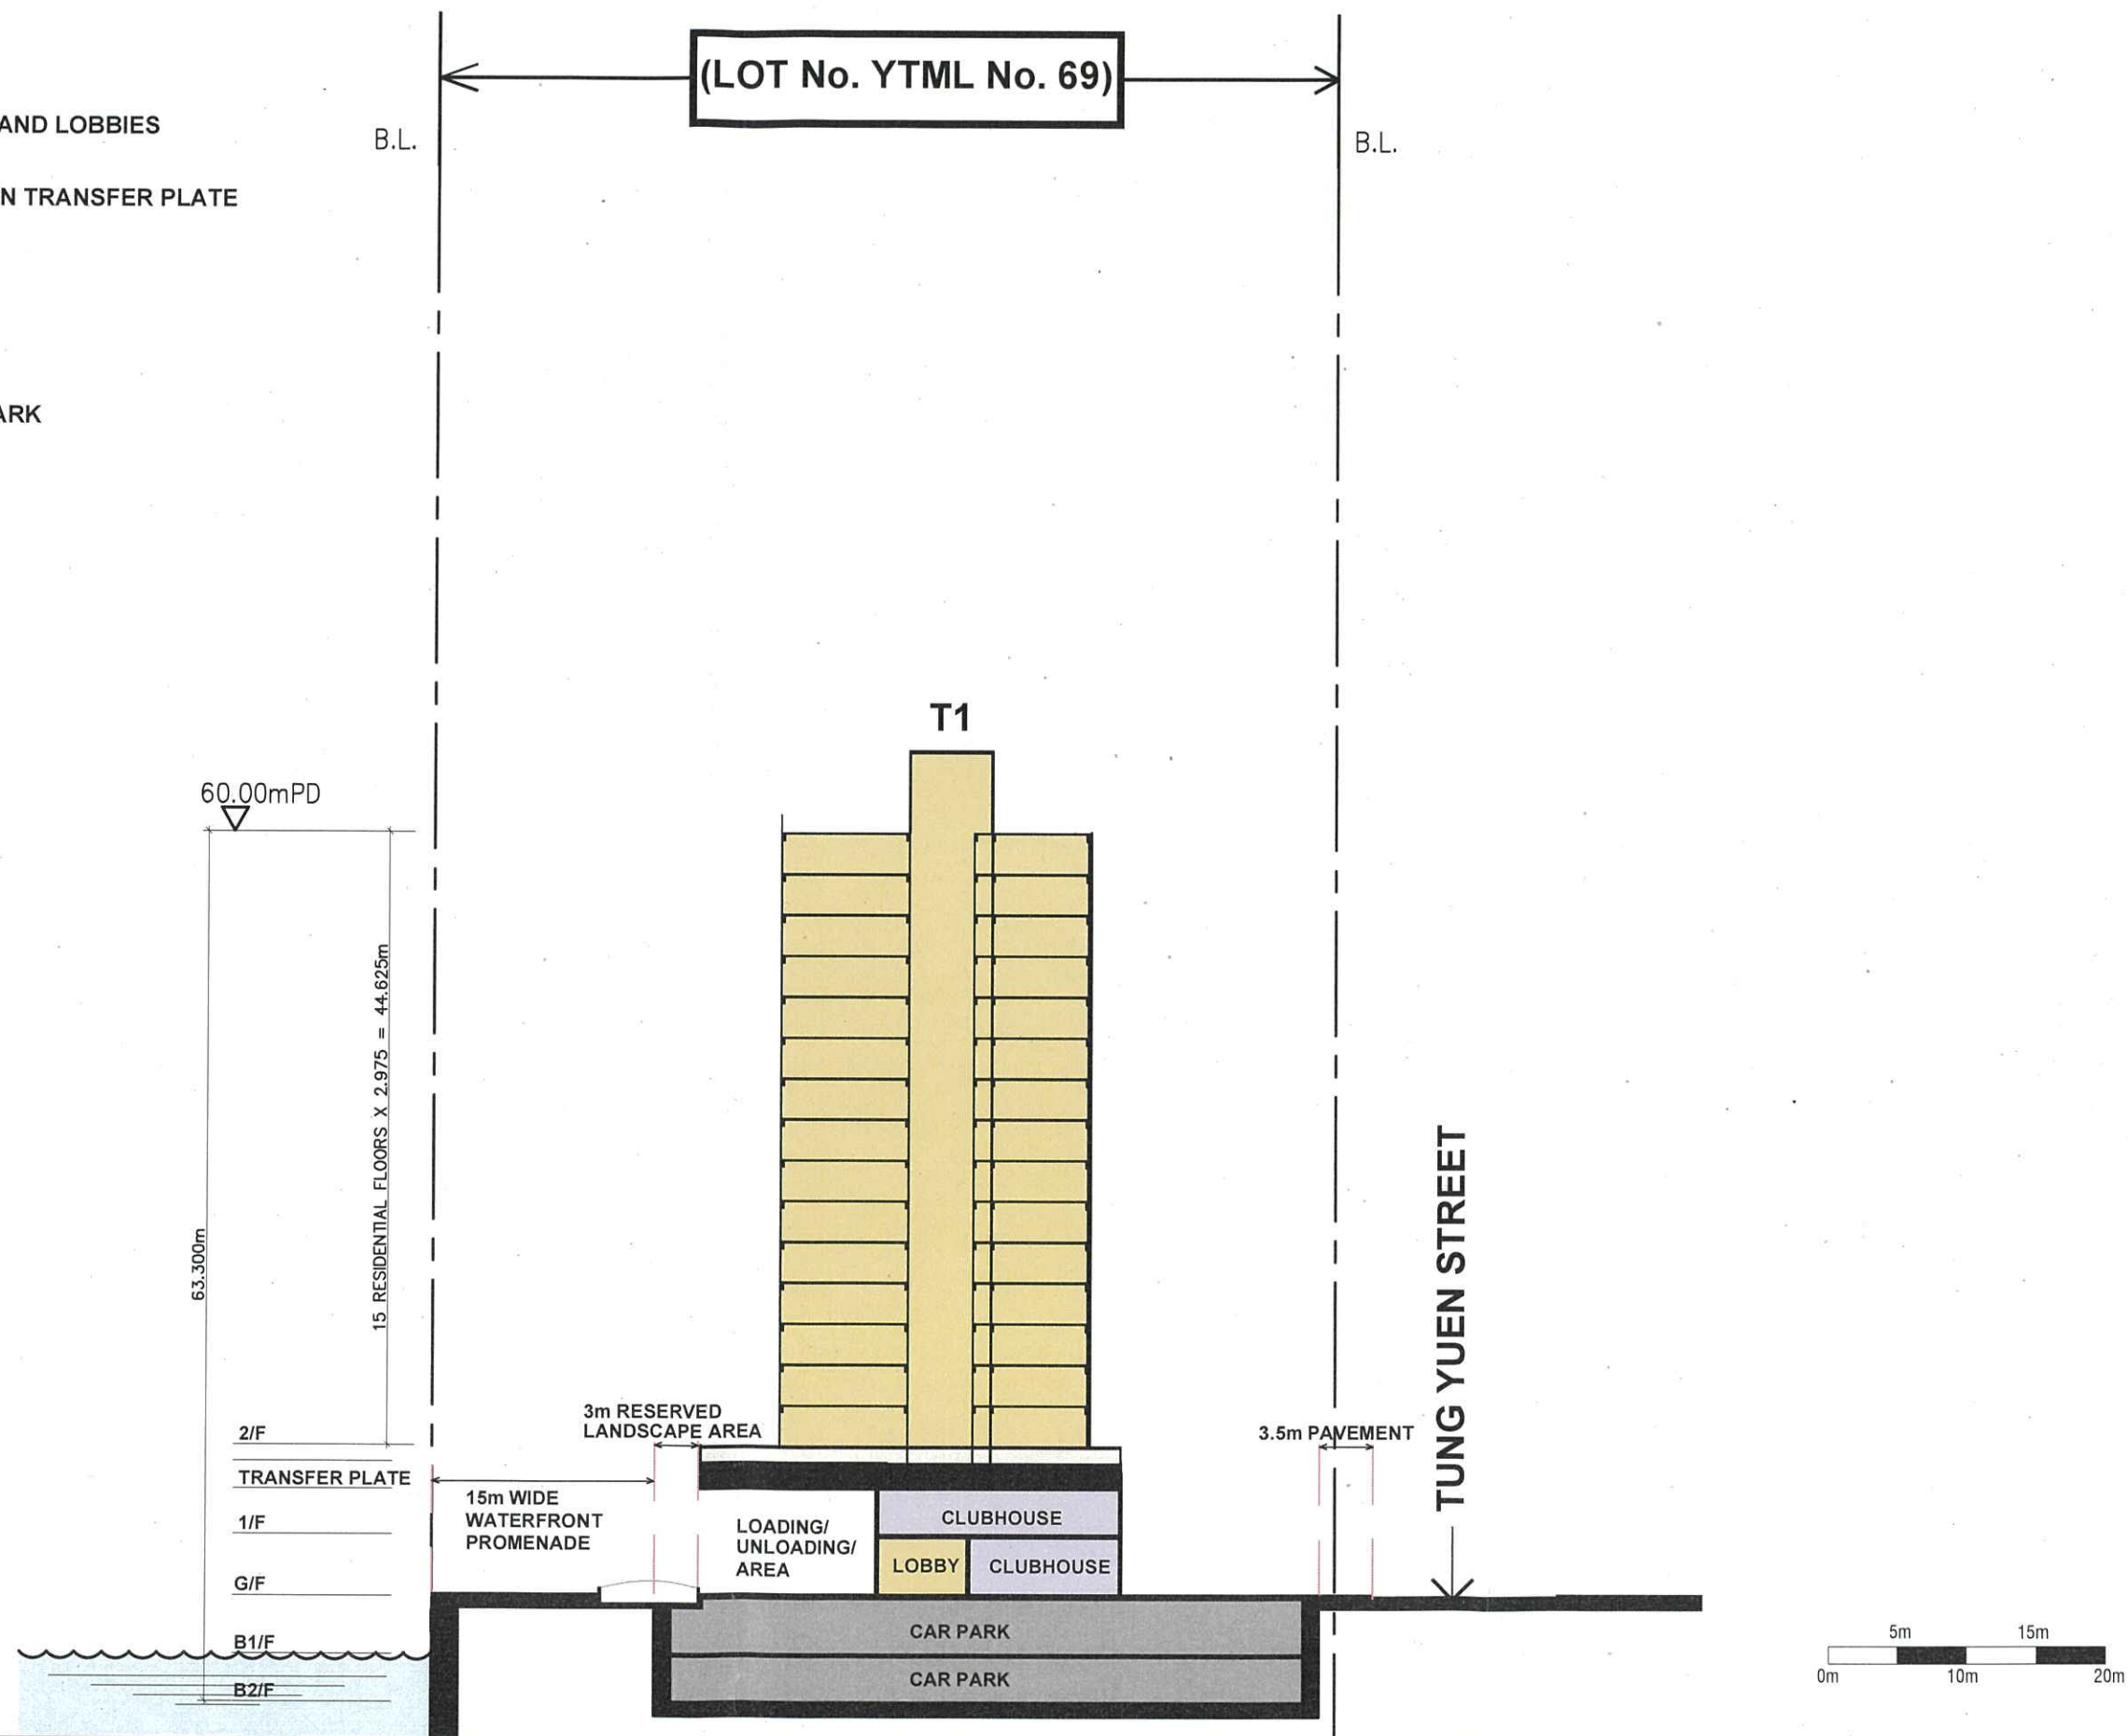 (LOT No. YTML No. 69)
AND LOBBIES
B.L.
B.L.
N TRANSFER PLATE
ARK
T1
60.00mPD
63.300m
15 RESIDENTIAL FLOORS X 2.975 = 44.625m
TUNG YUEN STREET
3m RESERVED
LANDSCAPE AREA
3.5m PAVEMENT
2/F
TRANSFER PLATE
1/F
G/F
B1/F
B2/F
15m WIDE
WATERFRONT
PROMENADE
LOADING/
UNLOADING/
AREA
CLUBHOUSE
LOBBY
CLUBHOUSE
CAR PARK
CAR PARK
5m
15m
0m
10m
20m